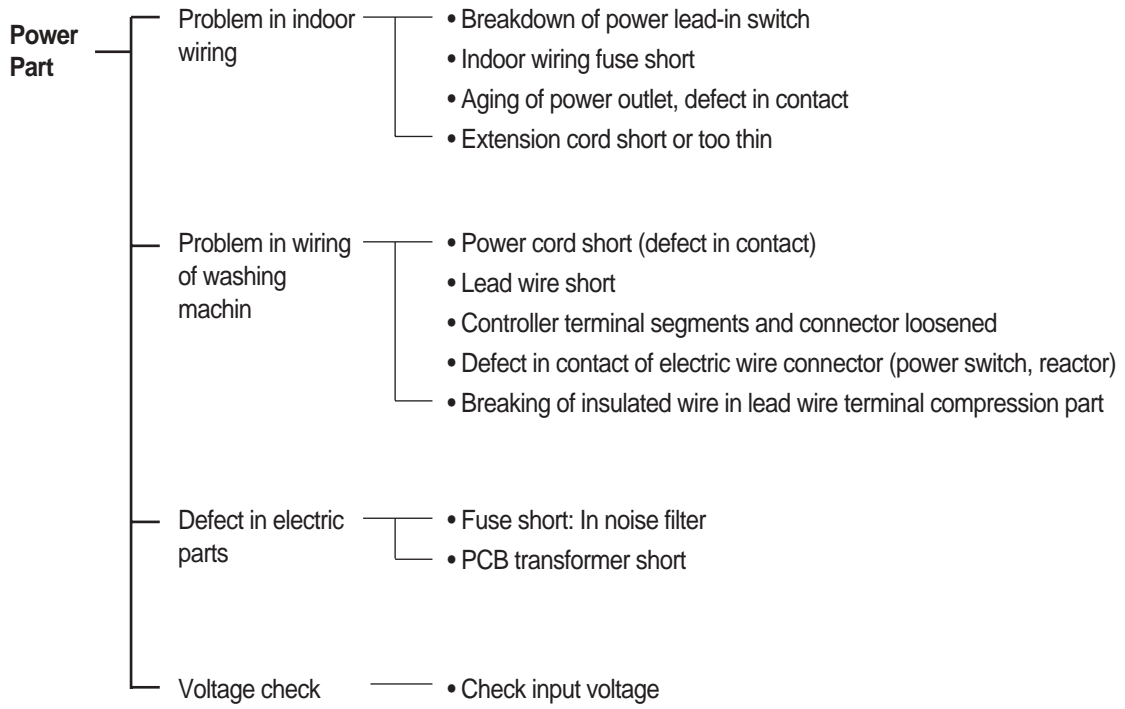 Power
Part
Problem in indoor
wiring
• Breakdown of power lead-in switch
• Indoor wiring fuse short
• Aging of power outlet, defect in contact
• Extension cord short or too thin
Problem in wiring
of washing
machin
• Power cord short (defect in contact)
• Lead wire short
• Controller terminal segments and connector loosened
• Defect in contact of electric wire connector (power switch, reactor)
• Breaking of insulated wire in lead wire terminal compression part
Defect in electric
parts
• Fuse short: In noise filter
• PCB transformer short
Voltage check
• Check input voltage